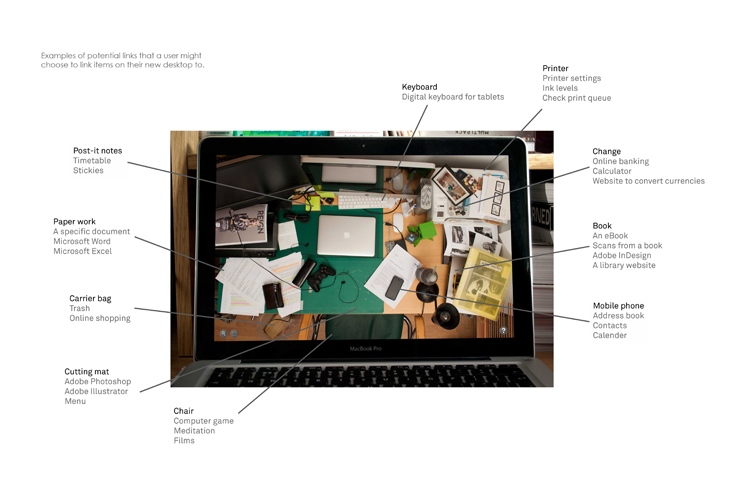 Examples of potential links that a user might
choose to link items on their new desktop to.
Printer
Printer settings
Ink levels
Check print queue
Keyboard
Digital keyboard for tablets
Post-it notes
Timetable
Stickies
Change
Online banking
Calculator
Website to convert currencies
Paper work
A specific document
Microsoft Word
Microsoft Excel
Book
An eBook
Scans from a book
Adobe InDesign
A library website
Carrier bag
Trash
Online shopping
Mobile phone
Address book
Contacts
Calender
MacBook Pro
Cutting mat
Adobe Photoshop
Adobe Illustrator
Menu
Chair
Computer game
Meditation
Films